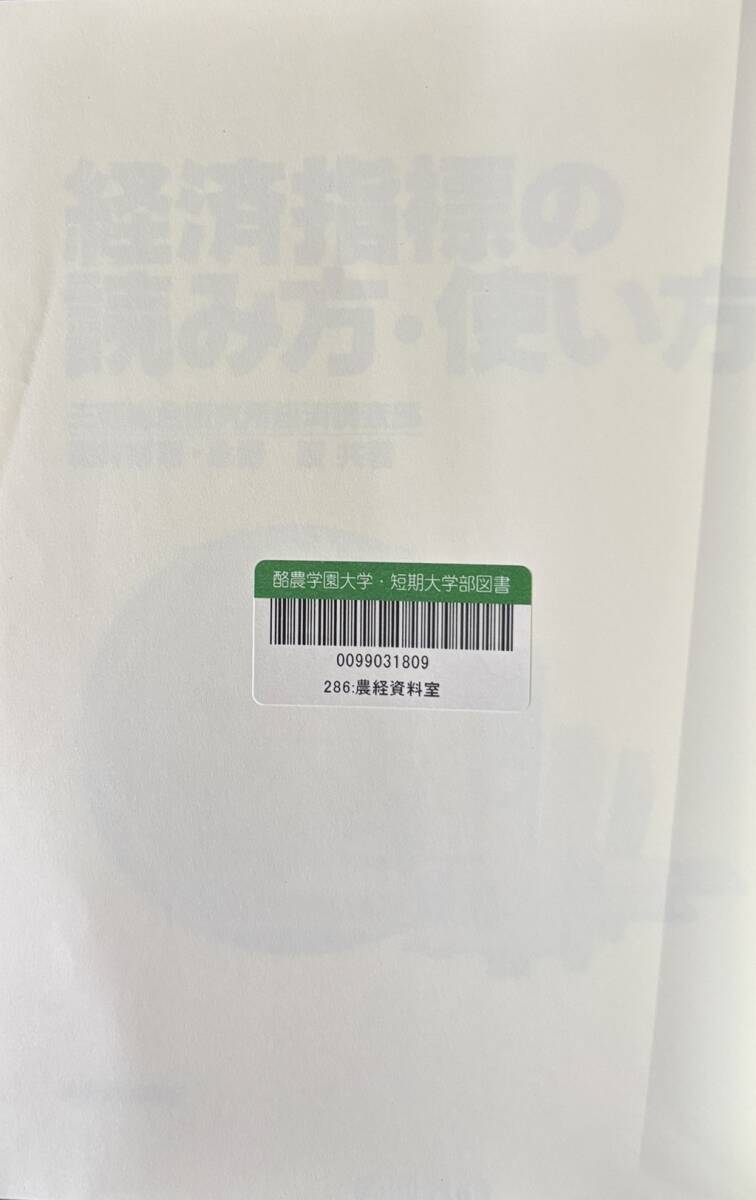 経済指標の
読み方・使い方
酪農学園大学・短期大学部図書
0099031809
286:農経資料室